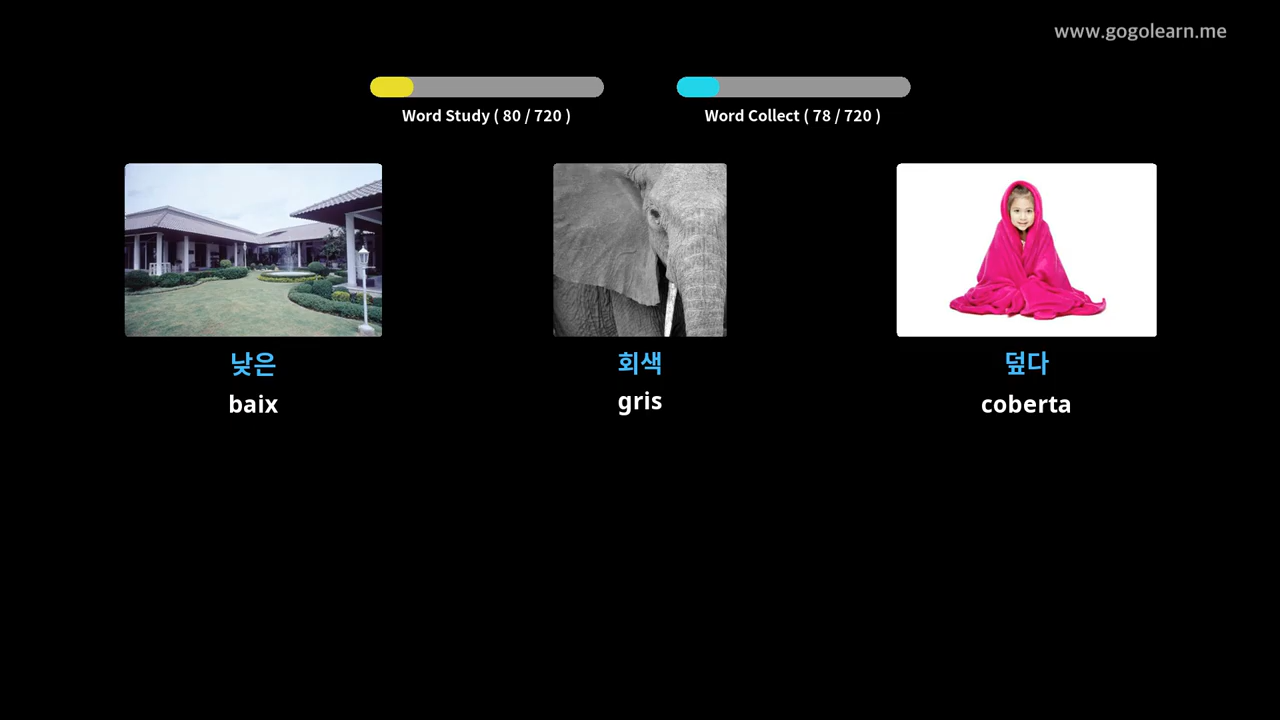 www.gogolearn.me
Word Study ( 80 / 720 )
Word Collect ( 78 / 720 )
낮은
baix
회색
gris
덮다
coberta